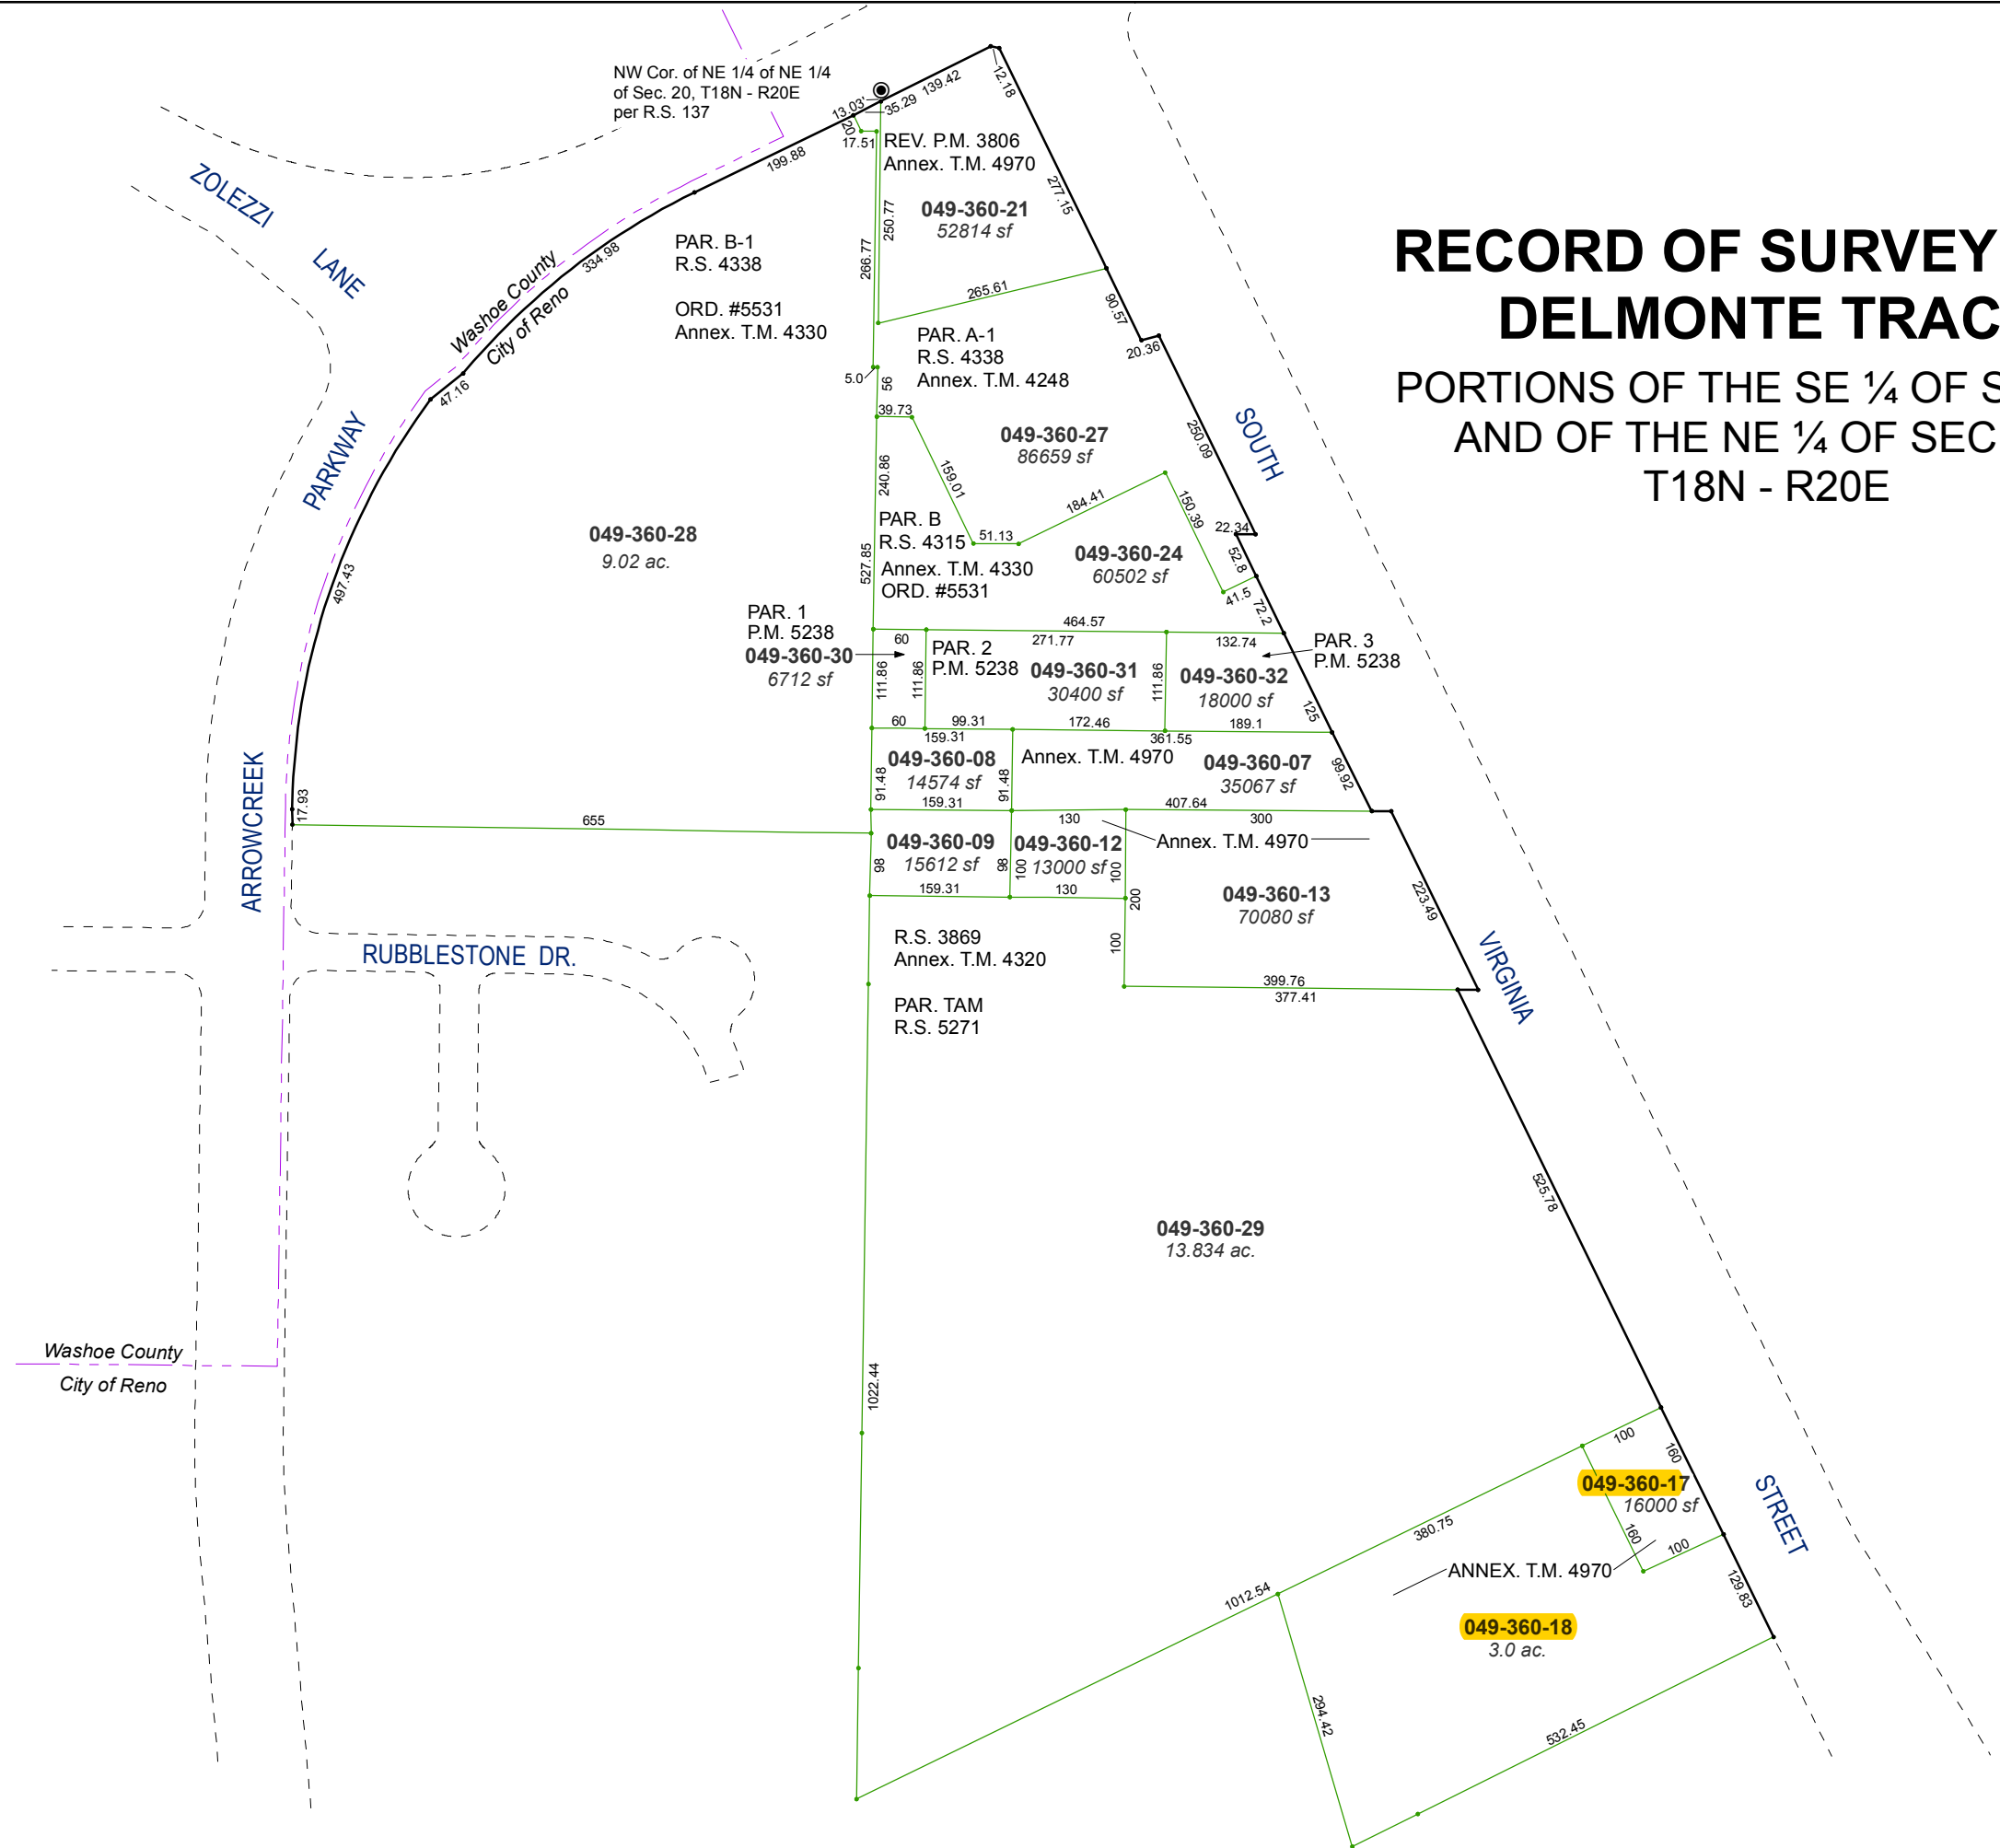 NW Cor. of NE 1/4 of NE 1/4
of Sec. 20, T18N - R20E
per R.S. 137
13.03'
35.29
139.42
12.18
20
17.51
199.88
REV. P.M. 3806
Annex. T.M. 4970
277.15
ZOLEZZI
LANE
049-360-21
52814 sf
250.77
266.77
RECORD OF SURVEY
DELMONTE TRAC
PORTIONS OF THE SE ¼ OF S
AND OF THE NE ¼ OF SEC
T18N - R20E
PAR. B-1
R.S. 4338
ORD. #5531
Annex. T.M. 4330
334.98
Washoe County
City of Reno
265.61
90.57
20.36
PAR. A-1
R.S. 4338
Annex. T.M. 4248
5.0
56
47.16
39.73
PARKWAY
049-360-27
86659 sf
250.09
SOUTH
240.86
159.01
184.41
150.39
PAR. B
R.S. 4315
51.13
22.34
Annex. T.M. 4330
ORD. #5531
049-360-28
9.02 ac.
527.85
049-360-24
60502 sf
52.8
41.5
72.2
497.43
PAR. 1
P.M. 5238
049-360-30
6712 sf
464.57
60
271.77
132.74
PAR. 2
P.M. 5238
PAR. 3
P.M. 5238
111.86
111.86
049-360-31
30400 sf
111.86
049-360-32
18000 sf
125
60
99.31
172.46
189.1
159.31
361.55
049-360-08
14574 sf
Annex. T.M. 4970
049-360-07
35067 sf
99.92
91.48
91.48
ARROWCREEK
17.93
655
159.31
407.64
130
300
Annex. T.M. 4970
049-360-09
15612 sf
049-360-12
13000 sf
98
98
100
100
159.31
130
200
049-360-13
70080 sf
223.49
100
R.S. 3869
Annex. T.M. 4320
RUBBLESTONE DR.
VIRGINIA
399.76
377.41
PAR. TAM
R.S. 5271
525.78
049-360-29
13.834 ac.
Washoe County
City of Reno
1022.44
100
160
049-360-17
16000 sf
STREET
380.75
160
100
ANNEX. T.M. 4970
129.83
1012.54
049-360-18
3.0 ac.
294.42
532.45